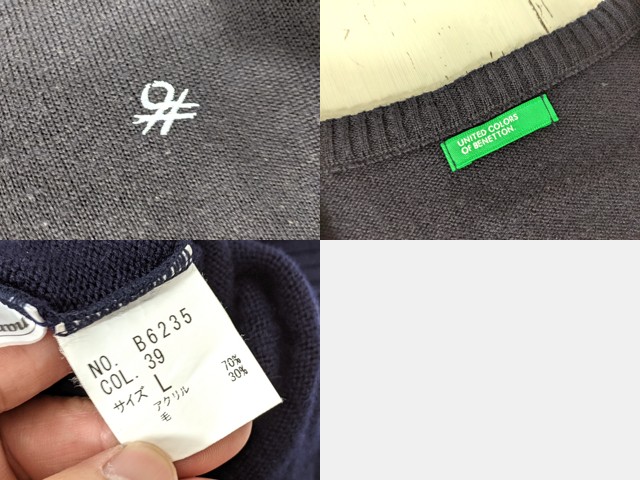 UNITED COLORS
OF BENETTON.
NO. B6235
COL. 39
サイズ L
アクリル 70%
毛 30%